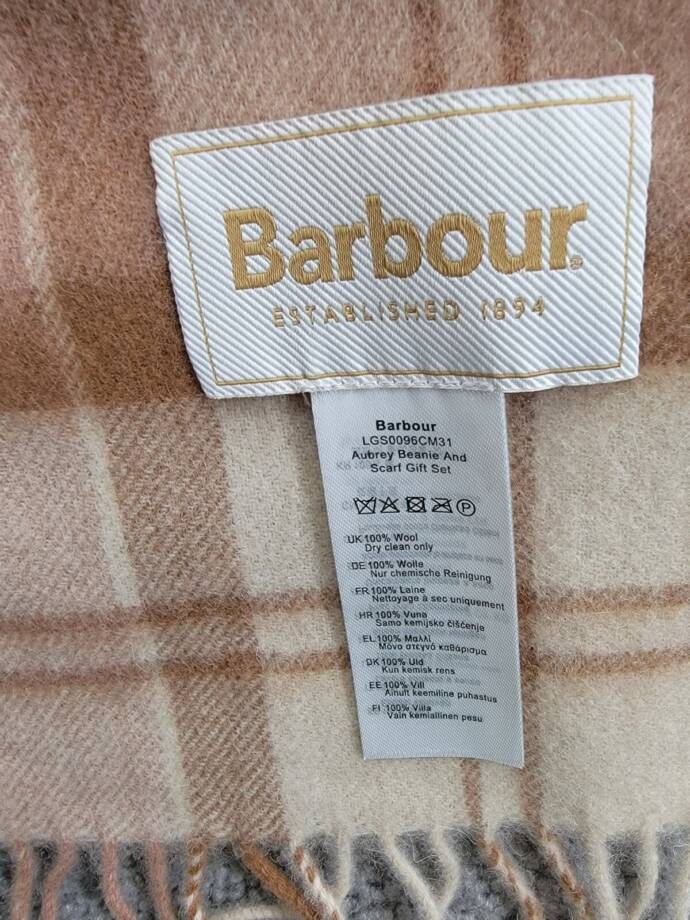 Barbour®
ESTABLISHED 1894
Barbour
LGS0096CM31
Aubrey Beanie And
Scarf Gift Set
P
UK 100% Wool
Dry clean only
DE 100% Wolle
Nur chemische Reinigung
FR 100% Laine
Nettoyage à sec uniquement
HR 100% Vuna
Samo kemijsko čišćenje
EL 100% Μαλλί
Μόνο στεγνό καθάρισμα
DK 100% Uld
Kun kemisk rens
EE 100% Vill
Ainult keemiline puhastus
FI 100% Villa
Vain kemiallinen pesu